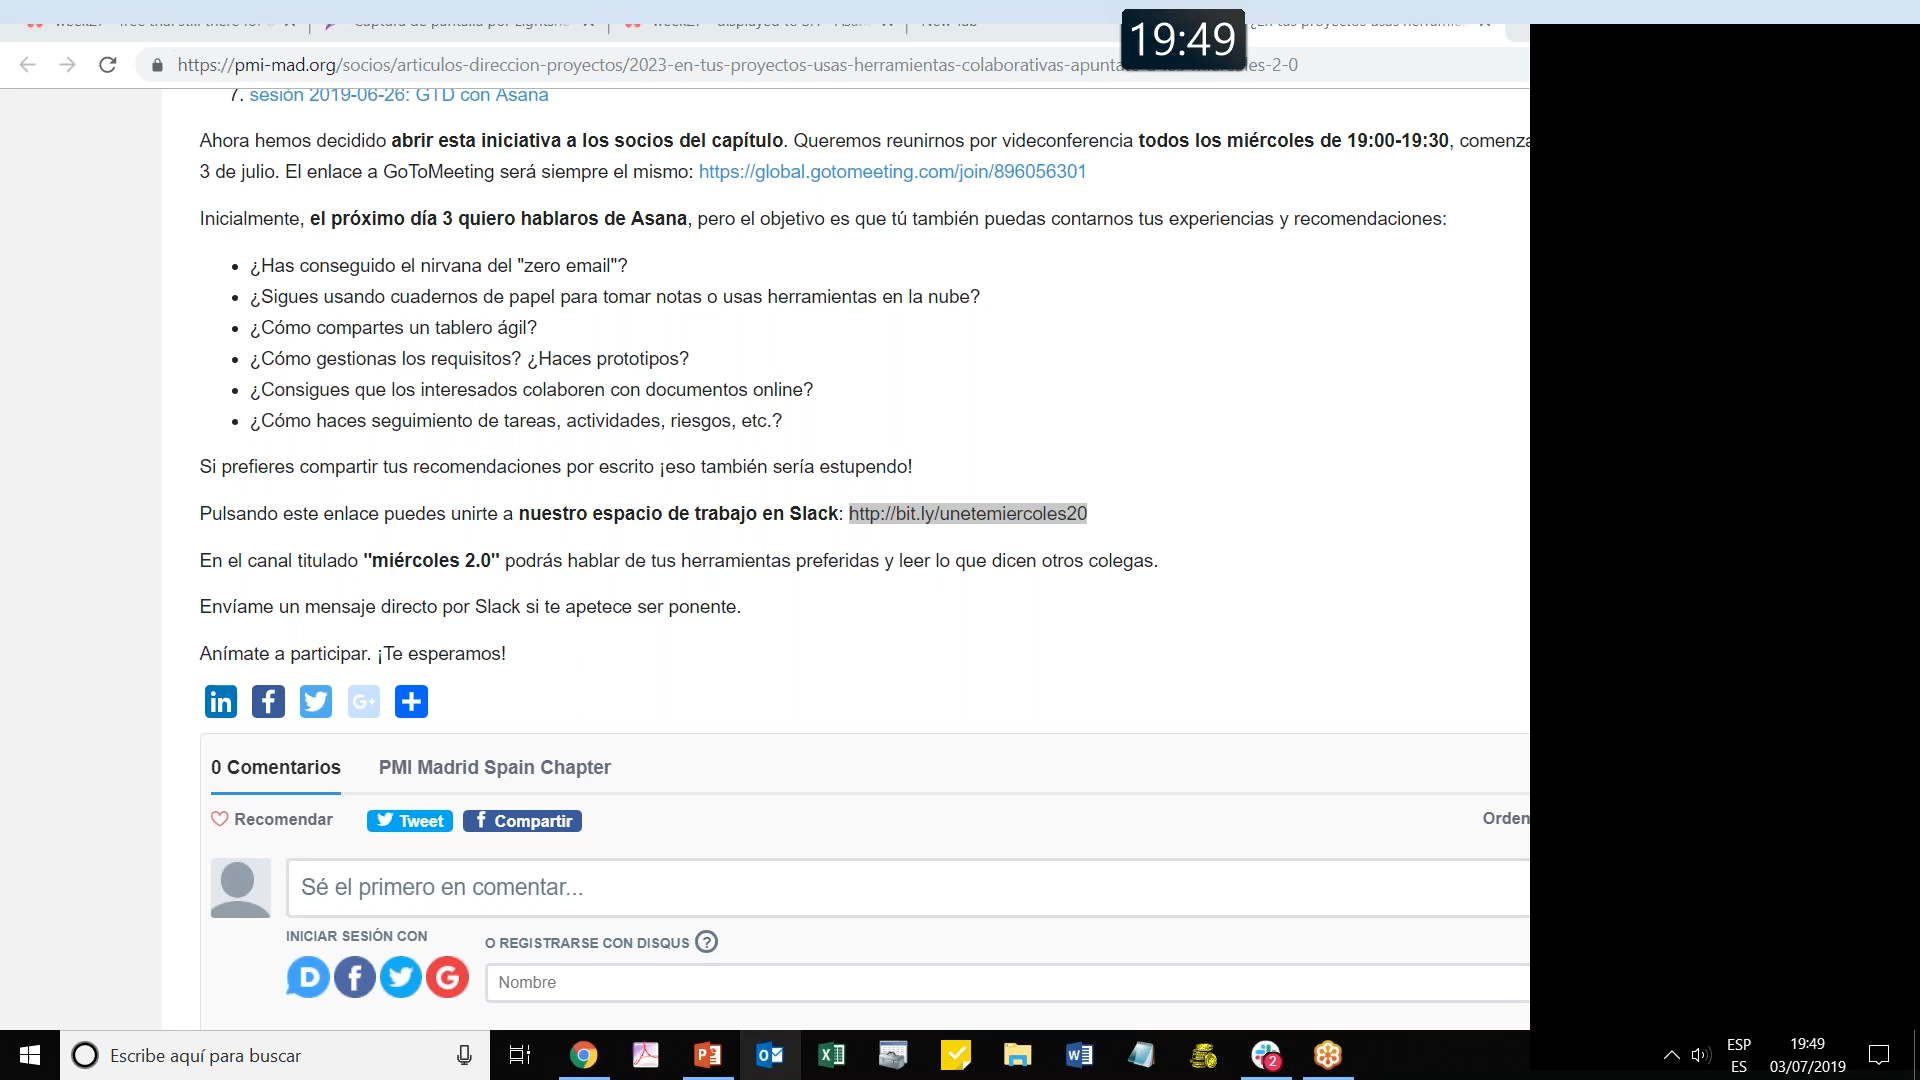 19:49
https://pmi-mad.org/socios/articulos-direccion-proyectos/2023-en-tus-proyectos-usas-herramientas-colaborativas-apunta
es-2-0
7. sesión 2019-06-26: GTD con Asana
Ahora hemos decidido abrir esta iniciativa a los socios del capítulo. Queremos reunirnos por videconferencia todos los miércoles de 19:00-19:30, comenza
3 de julio. El enlace a GoToMeeting será siempre el mismo: https://global.gotomeeting.com/join/896056301
Inicialmente, el próximo día 3 quiero hablaros de Asana, pero el objetivo es que tú también puedas contarnos tus experiencias y recomendaciones:
• ¿Has conseguido el nirvana del "zero email"?
• ¿Sigues usando cuadernos de papel para tomar notas o usas herramientas en la nube?
• ¿Cómo compartes un tablero ágil?
• ¿Cómo gestionas los requisitos? ¿Haces prototipos?
• ¿Consigues que los interesados colaboren con documentos online?
• ¿Cómo haces seguimiento de tareas, actividades, riesgos, etc.?
Si prefieres compartir tus recomendaciones por escrito ¡eso también sería estupendo!
Pulsando este enlace puedes unirte a nuestro espacio de trabajo en Slack: http://bit.ly/unetemiercoles20
En el canal titulado "miércoles 2.0" podrás hablar de tus herramientas preferidas y leer lo que dicen otros colegas.
Envíame un mensaje directo por Slack si te apetece ser ponente.
Anímate a participar. ¡Te esperamos!
0 Comentarios PMI Madrid Spain Chapter
Recomendar Tweet Compartir Orden
Sé el primero en comentar...
INICIAR SESIÓN CON
O REGISTRARSE CON DISQUS ?
Nombre
Escribe aquí para buscar
2
ESP
ES
19:49
03/07/2019